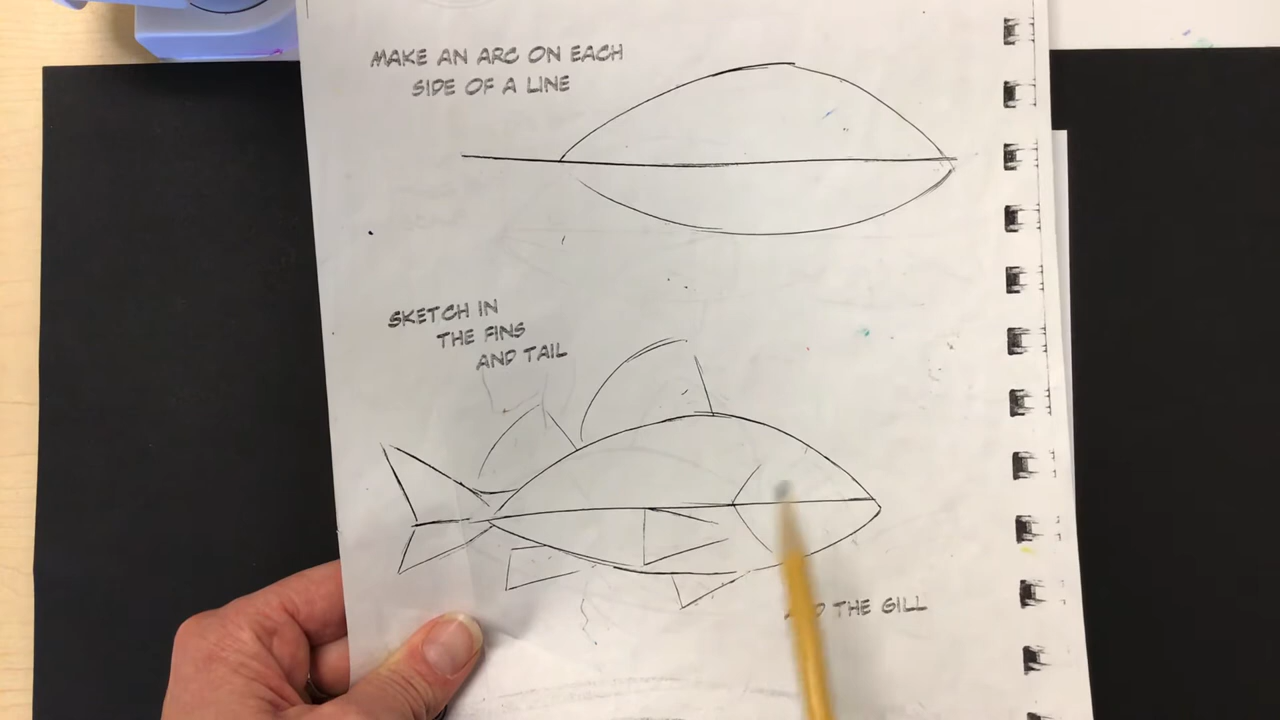 MAKE AN ARC ON EACH
SIDE OF A LINE
SKETCH IN
THE FINS
AND TAIL
THE GILL